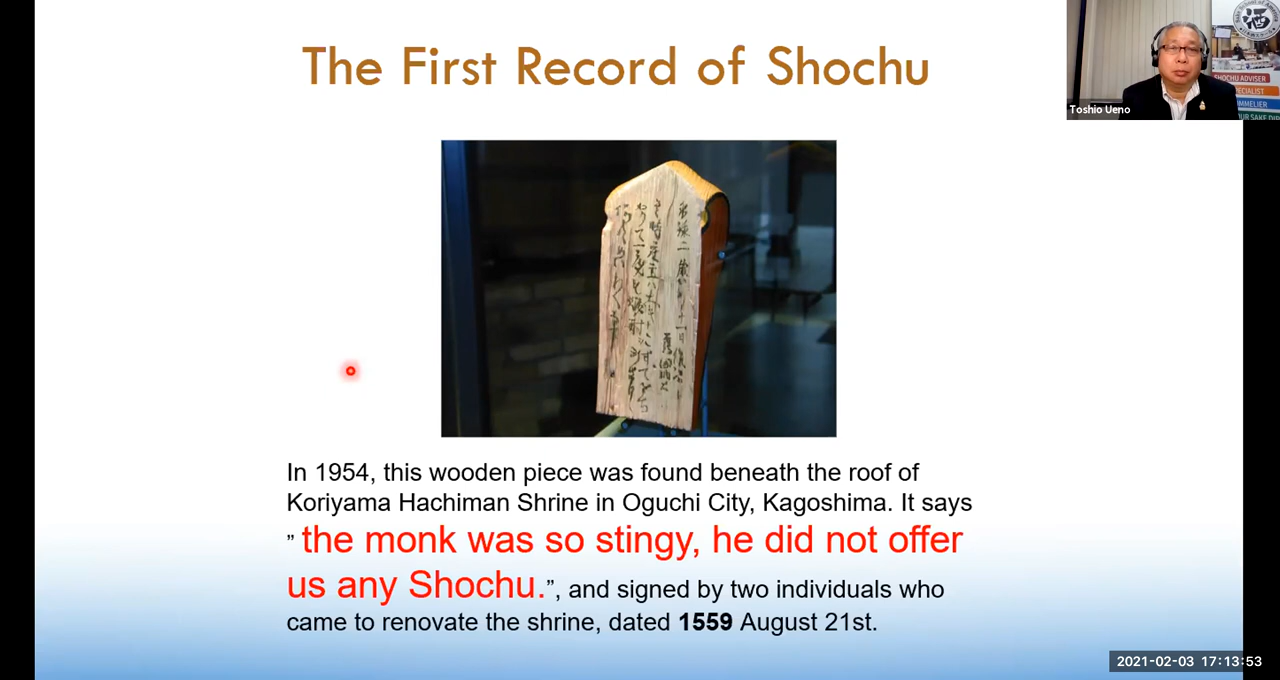 The First Record of Shochu
酒
SHOCHU ADVISER
Toshio Ueno
In 1954, this wooden piece was found beneath the roof of
Koriyama Hachiman Shrine in Oguchi City, Kagoshima. It says
” the monk was so stingy, he did not offer
us any Shochu.”, and signed by two individuals who
came to renovate the shrine, dated 1559 August 21st.
2021-02-03 17:13:53